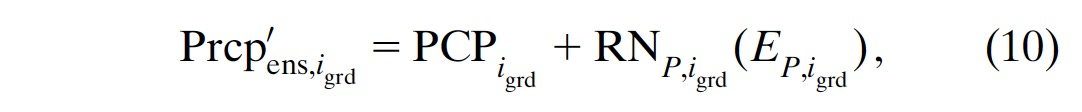 Prcp′ens,igrd = PCPigrd + RNP,igrd(EP,igrd), (10)